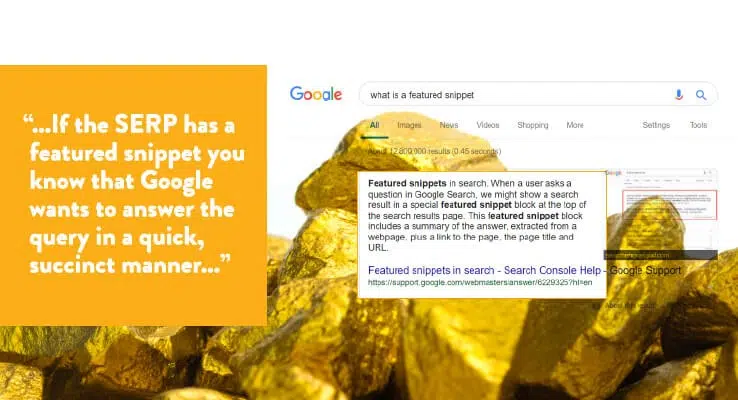 “...If the SERP has a
featured snippet you
know that Google
wants to answer the
query in a quick,
succinct manner...”
Google
what is a featured snippet
All Images News Videos Shopping More Settings Tools
About 12,800,000 results (0.45 seconds)
Featured snippets in search. When a user asks a
question in Google Search, we might show a search
result in a special featured snippet block at the top of
the search results page. This featured snippet block
includes a summary of the answer, extracted from a
webpage, plus a link to the page, the page title and
URL.
Featured snippets in search - Search Console Help - Google Support
https://support.google.com/webmasters/answer/6229325?hl=en